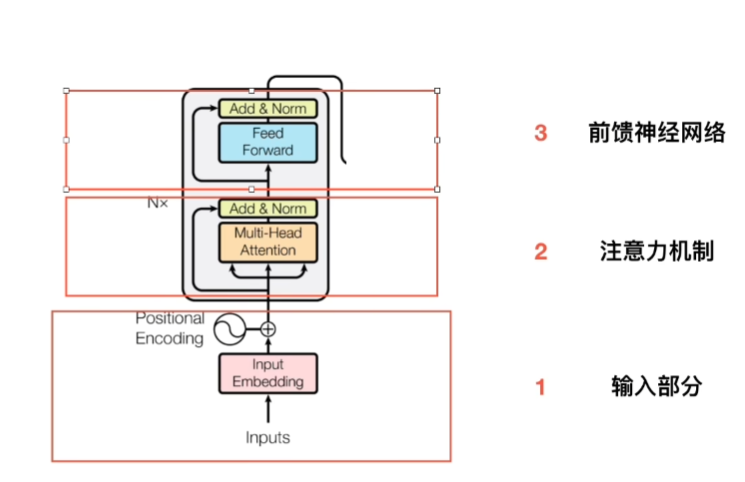 Add & Norm
Feed
Forward
3 前馈神经网络
N×
Add & Norm
Multi-Head
Attention
2 注意力机制
Positional
Encoding
Input
Embedding
1 输入部分
Inputs